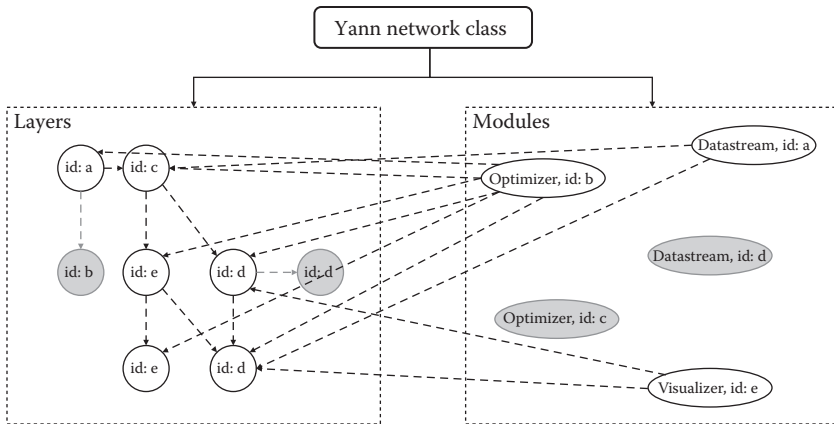 Yann network class
Layers
Modules
id: a
id: c
Datastream, id: a
Optimizer, id: b
id: b
id: e
id: d
id: d
Datastream, id: d
Optimizer, id: c
id: e
id: d
Visualizer, id: e